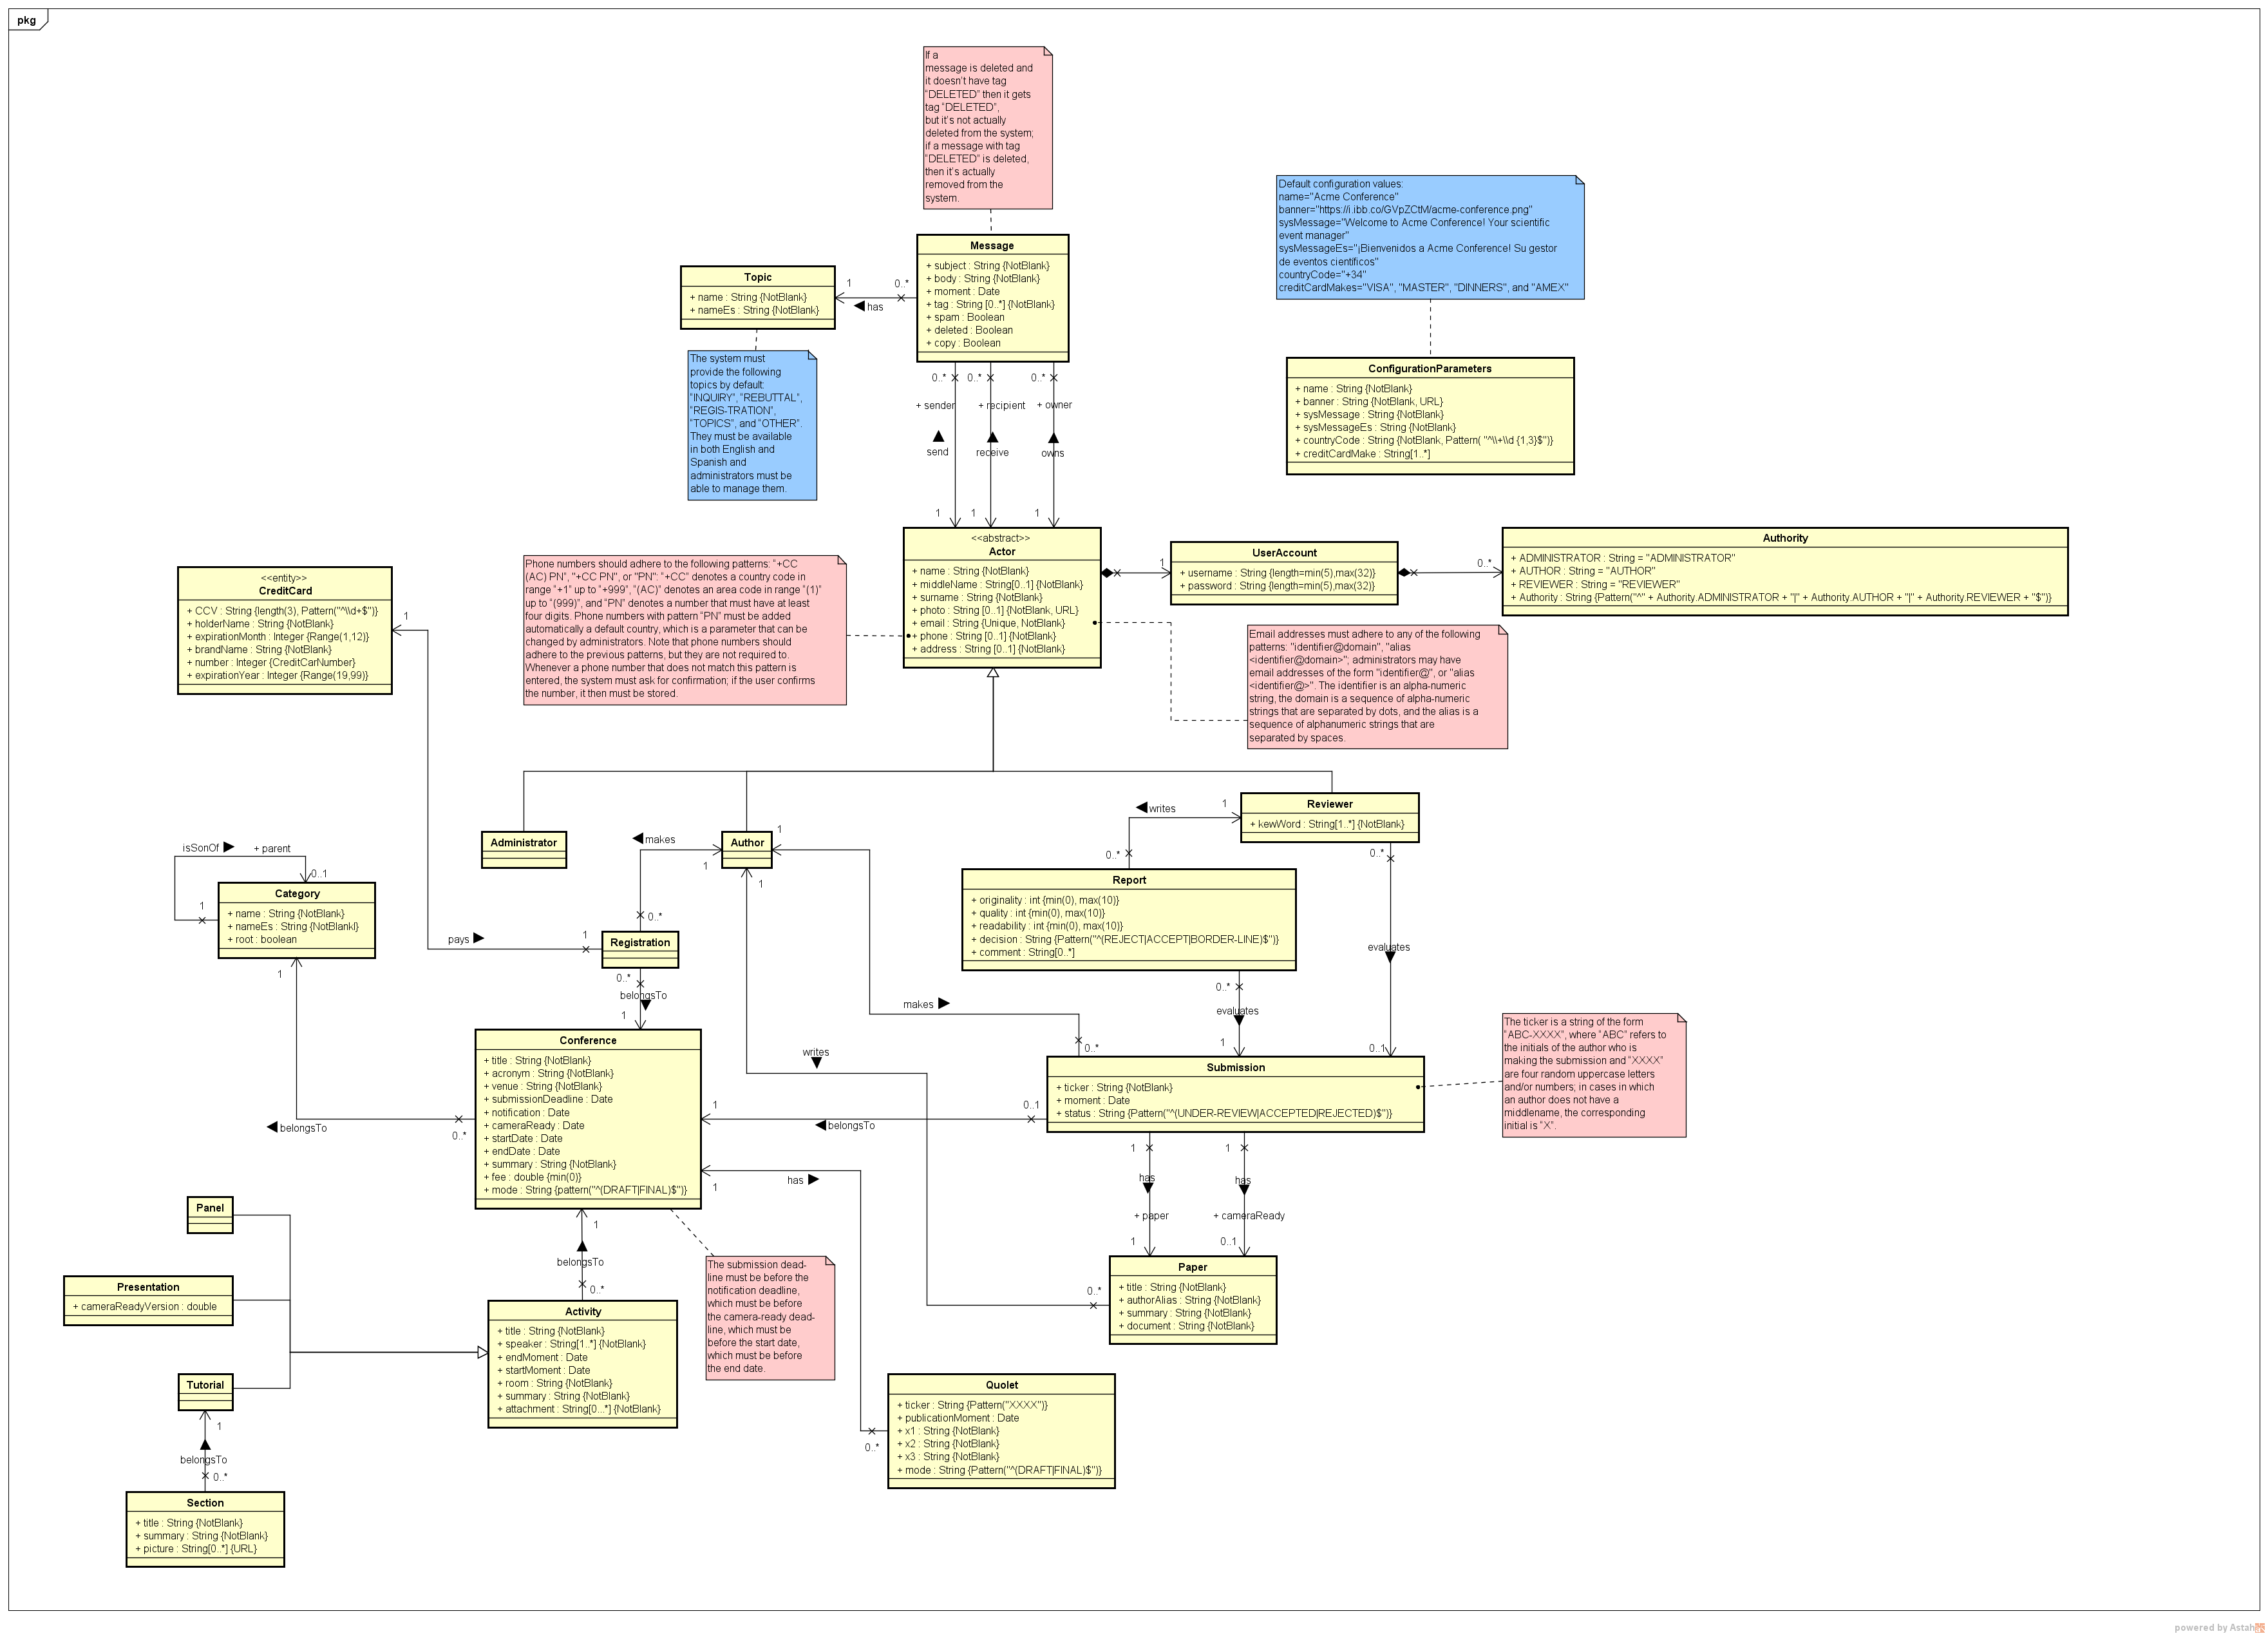 pkg
If a
message is deleted and
it doesn't have tag
"DELETED" then it gets
tag "DELETED",
but it's not actually
deleted from the system;
if a message with tag
"DELETED" is deleted,
then it's actually
removed from the
system.
Default configuration values:
name="Acme Conference"
banner="https://i.ibb.co/GVpZCtM/acme-conference.png"
sysMessage="Welcome to Acme Conference! Your scientific
event manager"
sysMessageEs="¡Bienvenidos a Acme Conference! Su gestor
de eventos científicos"
countryCode="+34"
creditCardMakes="VISA", "MASTER", "DINNERS", and "AMEX"
Message
+ subject : String {NotBlank}
+ body : String {NotBlank}
+ moment : Date
+ tag : String [0..*] {NotBlank}
+ spam : Boolean
+ deleted : Boolean
+ copy : Boolean
Topic
+ name : String {NotBlank}
+ nameEs : String {NotBlank}
1
0..*
has
The system must
provide the following
topics by default:
"INQUIRY", "REBUTTAL",
"REGIS-TRATION",
"TOPICS", and "OTHER".
They must be available
in both English and
Spanish and
administrators must be
able to manage them.
ConfigurationParameters
+ name : String {NotBlank}
+ banner : String {NotBlank, URL}
+ sysMessage : String {NotBlank}
+ sysMessageEs : String {NotBlank}
+ countryCode : String {NotBlank, Pattern( "^\\+\\d {1,3}$")}
+ creditCardMake : String[1..*]
0..*
0..*
0..*
+ sender
+ recipient
+ owner
send
receive
owns
1
1
1
<<abstract>>
Actor
+ name : String {NotBlank}
+ middleName : String[0..1] {NotBlank}
+ surname : String {NotBlank}
+ photo : String [0..1] {NotBlank, URL}
+ email : String {Unique, NotBlank}
+ phone : String [0..1] {NotBlank}
+ address : String [0..1] {NotBlank}
1
UserAccount
+ username : String {length=min(5),max(32)}
+ password : String {length=min(5),max(32)}
0..*
Authority
+ ADMINISTRATOR : String = "ADMINISTRATOR"
+ AUTHOR : String = "AUTHOR"
+ REVIEWER : String = "REVIEWER"
+ Authority : String {Pattern("^" + Authority.ADMINISTRATOR + "|" + Authority.AUTHOR + "|" + Authority.REVIEWER + "$")}
Phone numbers should adhere to the following patterns: "+CC
(AC) PN", "+CC PN", or "PN": "+CC" denotes a country code in
range "+1" up to "+999", "(AC)" denotes an area code in range "(1)"
up to "(999)", and "PN" denotes a number that must have at least
four digits. Phone numbers with pattern "PN" must be added
automatically a default country, which is a parameter that can be
changed by administrators. Note that phone numbers should
adhere to the previous patterns, but they are not required to.
Whenever a phone number that does not match this pattern is
entered, the system must ask for confirmation; if the user confirms
the number, it then must be stored.
<<entity>>
CreditCard
+ CCV : String {length(3), Pattern("^\\d+$")}
+ holderName : String {NotBlank}
+ expirationMonth : Integer {Range(1,12)}
+ brandName : String {NotBlank}
+ number : Integer {CreditCarNumber}
+ expirationYear : Integer {Range(19,99)}
1
Email addresses must adhere to any of the following
patterns: "identifier@domain", "alias
<identifier@domain>"; administrators may have
email addresses of the form "identifier@", or "alias
<identifier@>". The identifier is an alpha-numeric
string, the domain is a sequence of alpha-numeric
strings that are separated by dots, and the alias is a
sequence of alphanumeric strings that are
separated by spaces.
Administrator
makes
Author
1
1
1
writes
1
Reviewer
+ kewWord : String[1..*] {NotBlank}
0..*
0..*
isSonOf
+ parent
0..1
Category
+ name : String {NotBlank}
+ nameEs : String {NotBlankl}
+ root : boolean
1
1
Report
+ originality : int {min(0), max(10)}
+ quality : int {min(0), max(10)}
+ readability : int {min(0), max(10)}
+ decision : String {Pattern("^(REJECT|ACCEPT|BORDER-LINE)$")}
+ comment : String[0..*]
0..*
pays
1
Registration
0..*
belongsTo
1
evaluates
makes
0..*
0..*
evaluates
1
0..1
The ticker is a string of the form
"ABC-XXXX", where "ABC" refers to
the initials of the author who is
making the submission and "XXXX"
are four random uppercase letters
and/or numbers; in cases in which
an author does not have a
middlename, the corresponding
initial is "X".
Conference
+ title : String {NotBlank}
+ acronym : String {NotBlank}
+ venue : String {NotBlank}
+ submissionDeadline : Date
+ notification : Date
+ cameraReady : Date
+ startDate : Date
+ endDate : Date
+ summary : String {NotBlank}
+ fee : double {min(0)}
+ mode : String {pattern("^(DRAFT|FINAL)$")}
writes
Submission
+ ticker : String {NotBlank}
+ moment : Date
+ status : String {Pattern("^(UNDER-REVIEW|ACCEPTED|REJECTED)$")}
1
0..1
belongsTo
belongsTo
0..*
1
1
has
has
has
1
+ paper
+ cameraReady
1
0..1
Panel
Presentation
+ cameraReadyVersion : double
Tutorial
1
belongsTo
0..*
The submission dead-
line must be before the
notification deadline,
which must be before
the camera-ready dead-
line, which must be
before the start date,
which must be before
the end date.
0..*
Paper
+ title : String {NotBlank}
+ authorAlias : String {NotBlank}
+ summary : String {NotBlank}
+ document : String {NotBlank}
Activity
+ title : String {NotBlank}
+ speaker : String[1..*] {NotBlank}
+ endMoment : Date
+ startMoment : Date
+ room : String {NotBlank}
+ summary : String {NotBlank}
+ attachment : String[0...*] {NotBlank}
Quolet
+ ticker : String {Pattern("XXXX")}
+ publicationMoment : Date
+ x1 : String {NotBlank}
+ x2 : String {NotBlank}
+ x3 : String {NotBlank}
+ mode : String {Pattern("^(DRAFT|FINAL)$")}
0..*
1
belongsTo
0..*
Section
+ title : String {NotBlank}
+ summary : String {NotBlank}
+ picture : String[0..*] {URL}
powered by Astah